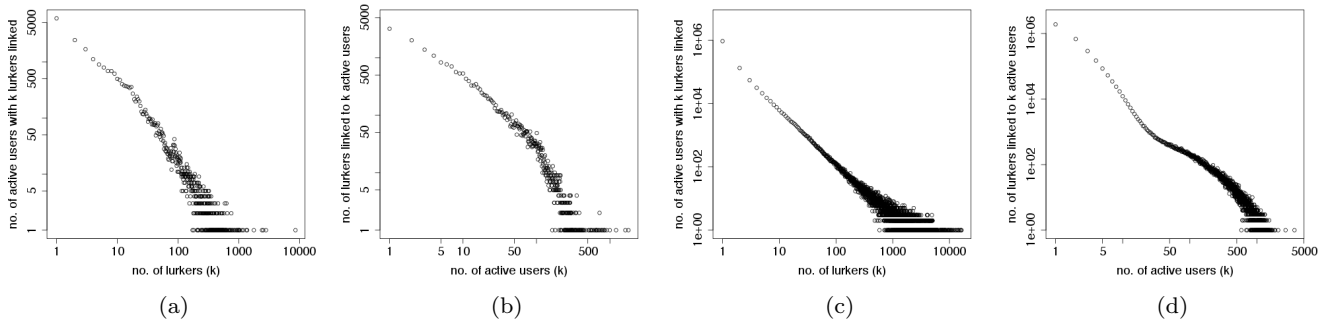 no. of active users with k lurkers linked
5000
500
50
5
1
1
10
100
1000
10000
no. of lurkers (k)
(a)
no. of lurkers linked to k active users
5000
500
50
5
1
1
5
10
50
500
no. of active users (k)
(b)
no. of active users with k lurkers linked
1e+06
1e+04
1e+02
1e+00
1
10
100
1000
10000
no. of lurkers (k)
(c)
no. of lurkers linked to k active users
1e+06
1e+04
1e+02
1e+00
1
5
50
500
5000
no. of active users (k)
(d)